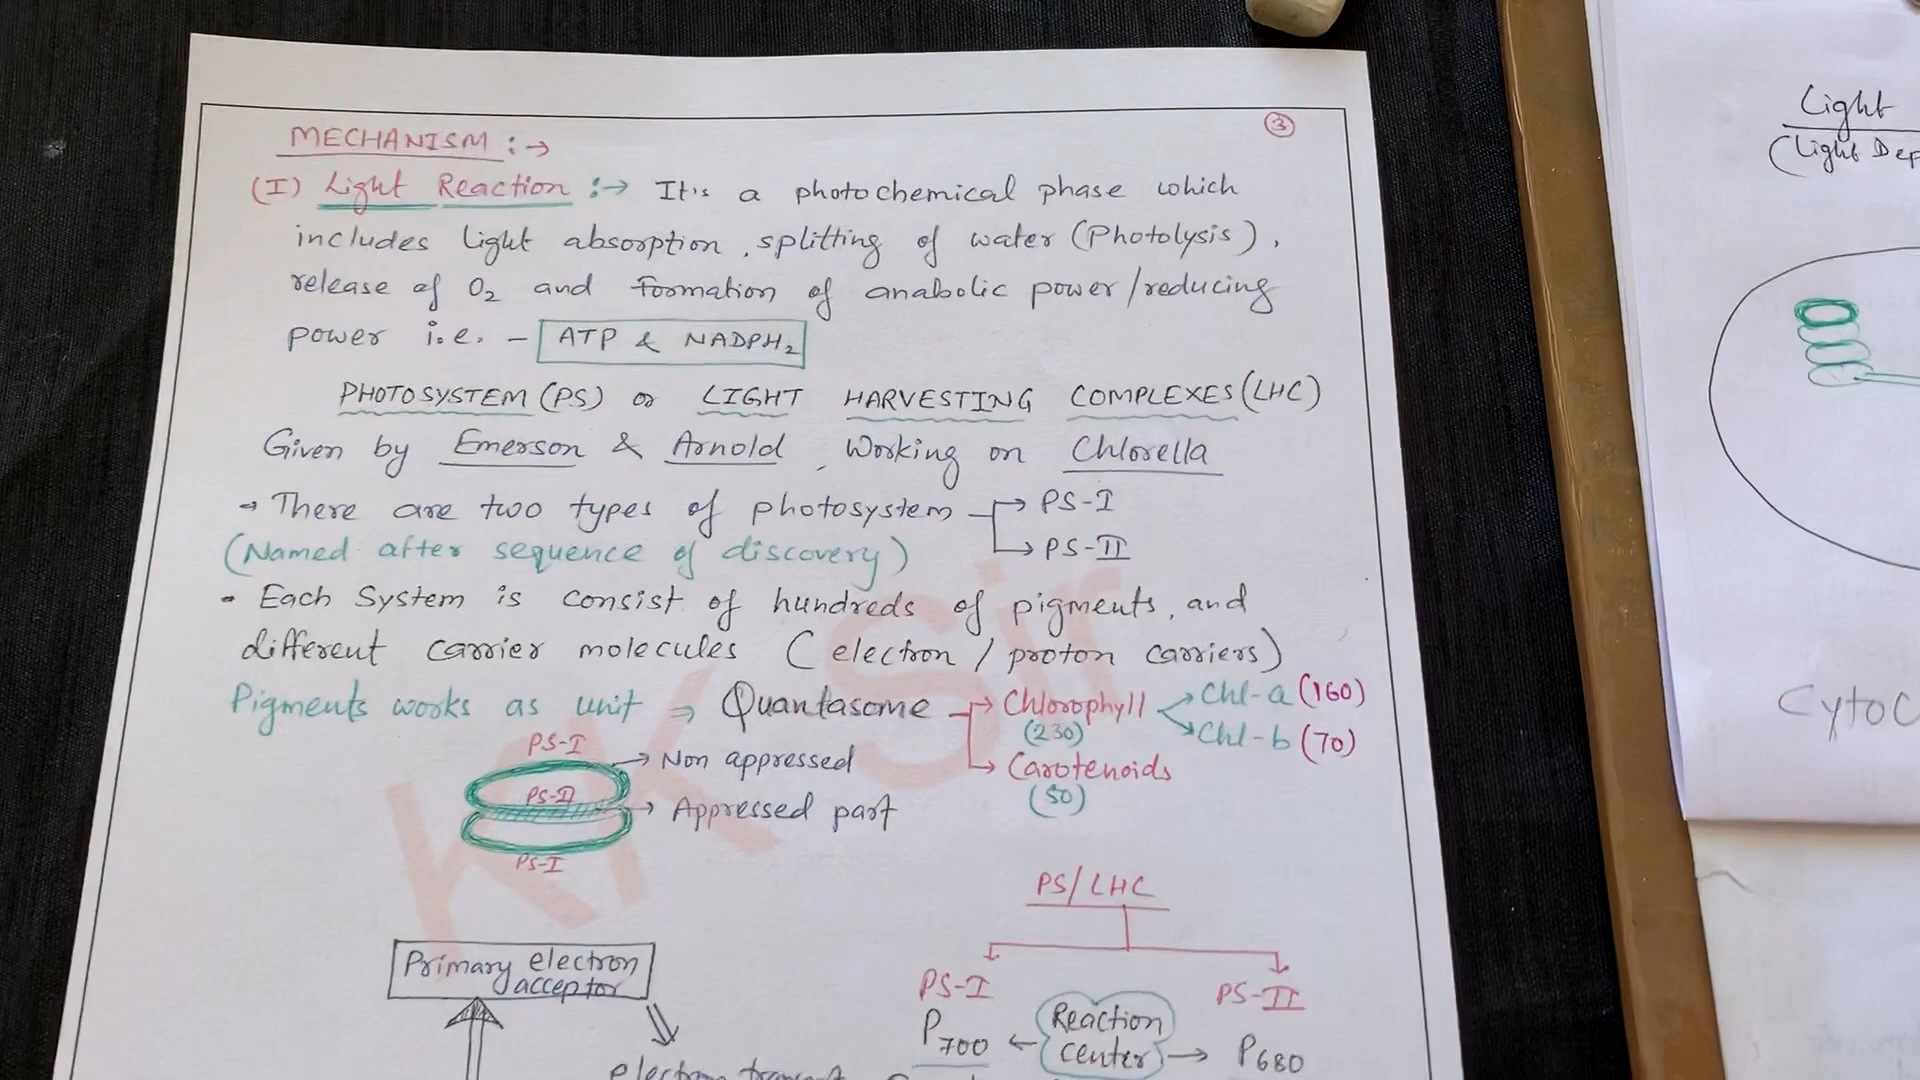 ③
MECHANISM :→
(I) Light Reaction :→ It's a photochemical phase which
includes light absorption, splitting of water (Photolysis),
release of O2 and formation of anabolic power/reducing
power i.e. - ATP & NADPH2
PHOTOSYSTEM (PS) or LIGHT HARVESTING COMPLEXES (LHC)
Given by Emerson & Arnold, Working on Chlorella
→ There are two types of photosystem → PS-I
→ PS-II
(Named after sequence of discovery)
- Each System is consist of hundreds of pigments, and
different carrier molecules (electron / proton carriers)
Pigments works as unit ⇒ Quantasome → Chlorophyll → Chl-a (160)
(230) → Chl-b (70)
→ Carotenoids
(50)
PS-I
→ Non appressed
PS-II
→ Appressed part
PS-I
KK Sir
PS/LHC
PS-I PS-II
P700 ← Reaction center → P680
Primary electron
acceptor
electron
Light
(Light Dep
Cytoc